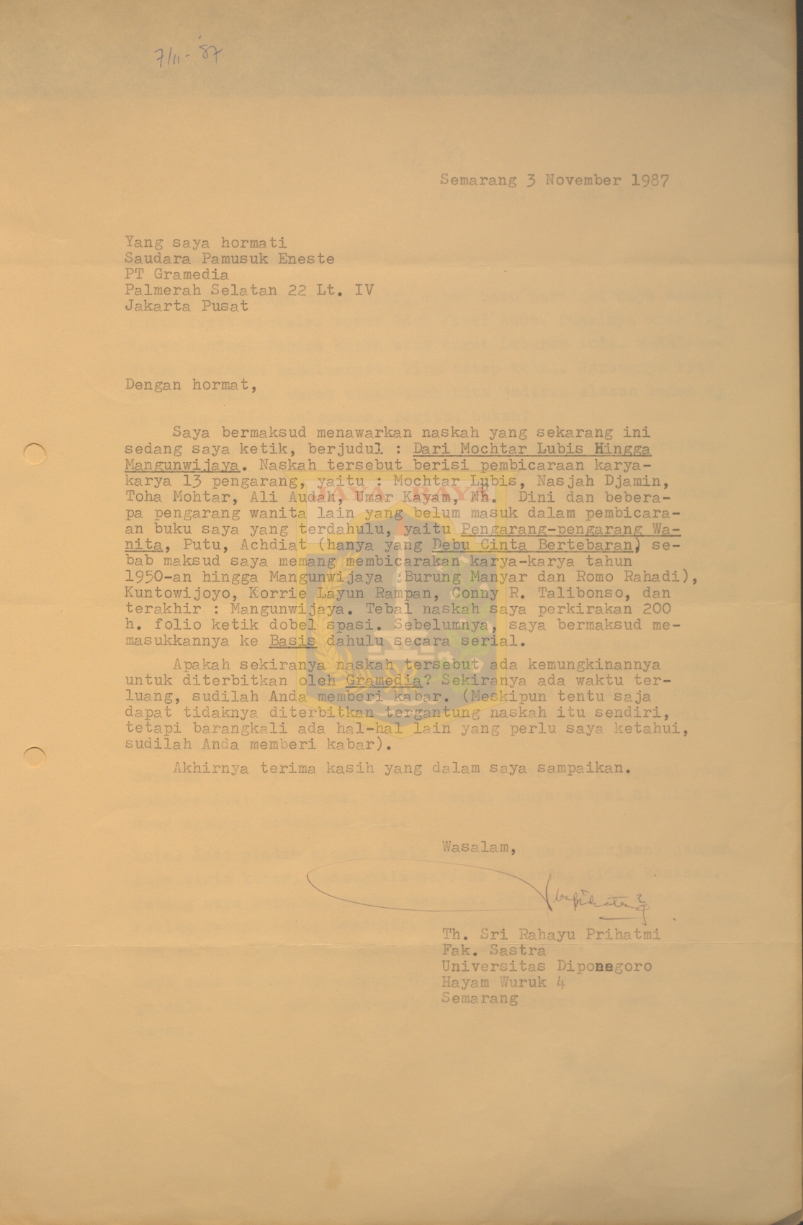 7/11-'87
Semarang 3 November 1987
Yang saya hormati
Saudara Pamusuk Eneste
PT Gramedia
Palmerah Selatan 22 Lt. IV
Jakarta Pusat
Dengan hormat,
Saya bermaksud menawarkan naskah yang sekarang ini
sedang saya ketik, berjudul : Dari Mochtar Lubis Hingga
Mangunwijaya. Naskah tersebut berisi pembicaraan karya-
karya 13 pengarang, yaitu : Mochtar Lubis, Nasjah Djamin,
Toha Mohtar, Ali Audah, Umar Kayam, Nh. Dini dan bebera-
pa pengarang wanita lain yang belum masuk dalam pembicara-
an buku saya yang terdahulu, yaitu Pengarang-pengarang Wa-
nita, Putu, Achdiat (hanya yang Debu Cinta Bertebaran) se-
bab maksud saya memang membicarakan karya-karya tahun
1950-an hingga Mangunwijaya (Burung Manyar dan Romo Rahadi),
Kuntowijoyo, Korrie Layun Rampan, Conny R. Talibonso, dan
terakhir : Mangunwijaya. Tebal naskah saya perkirakan 200
h. folio ketik dobel spasi. Sebelumnya, saya bermaksud me-
masukkannya ke Basis dahulu secara serial.
Apakah sekiranya naskah tersebut ada kemungkinannya
untuk diterbitkan oleh Gramedia? Sekiranya ada waktu ter-
luang, sudilah Anda memberi kabar. (Meskipun tentu saja
dapat tidaknya diterbitkan tergantung naskah itu sendiri,
tetapi barangkali ada hal-hal lain yang perlu saya ketahui,
sudilah Anda memberi kabar).
Akhirnya terima kasih yang dalam saya sampaikan.
Wasalam,
Th. Sri Rahayu Prihatmi
Fak. Sastra
Universitas Diponegoro
Hayam Wuruk 4
Semarang